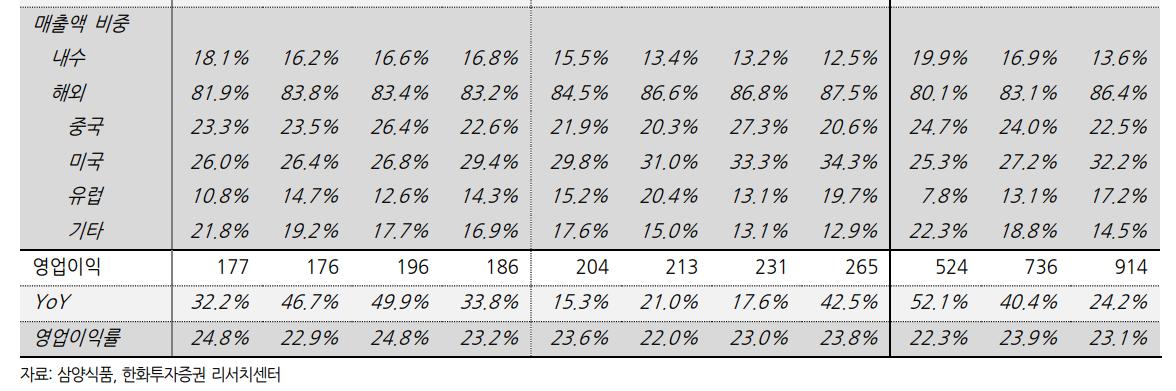 매출액 비중
내수 18.1% 16.2% 16.6% 16.8% 15.5% 13.4% 13.2% 12.5% 19.9% 16.9% 13.6%
해외 81.9% 83.8% 83.4% 83.2% 84.5% 86.6% 86.8% 87.5% 80.1% 83.1% 86.4%
중국 23.3% 23.5% 26.4% 22.6% 21.9% 20.3% 27.3% 20.6% 24.7% 24.0% 22.5%
미국 26.0% 26.4% 26.8% 29.4% 29.8% 31.0% 33.3% 34.3% 25.3% 27.2% 32.2%
유럽 10.8% 14.7% 12.6% 14.3% 15.2% 20.4% 13.1% 19.7% 7.8% 13.1% 17.2%
기타 21.8% 19.2% 17.7% 16.9% 17.6% 15.0% 13.1% 12.9% 22.3% 18.8% 14.5%
영업이익 177 176 196 186 204 213 231 265 524 736 914
YoY 32.2% 46.7% 49.9% 33.8% 15.3% 21.0% 17.6% 42.5% 52.1% 40.4% 24.2%
영업이익률 24.8% 22.9% 24.8% 23.2% 23.6% 22.0% 23.0% 23.8% 22.3% 23.9% 23.1%
자료: 삼양식품, 한화투자증권 리서치센터